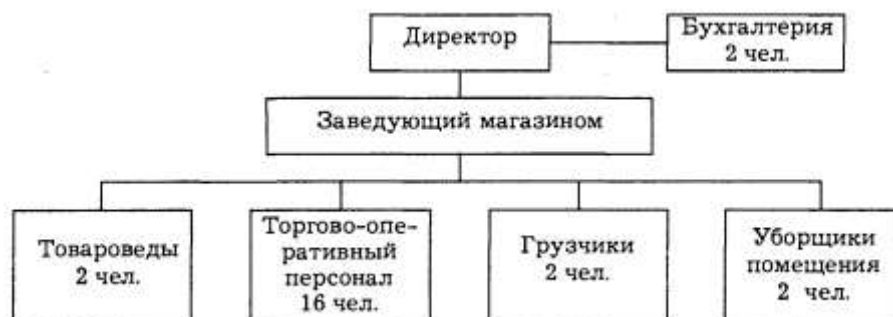 Директор
Бухгалтерия
2 чел.
Заведующий магазином
Товароведы
2 чел.
Торгово-опе-
ративный
персонал
16 чел.
Грузчики
2 чел.
Уборщики
помещения
2 чел.